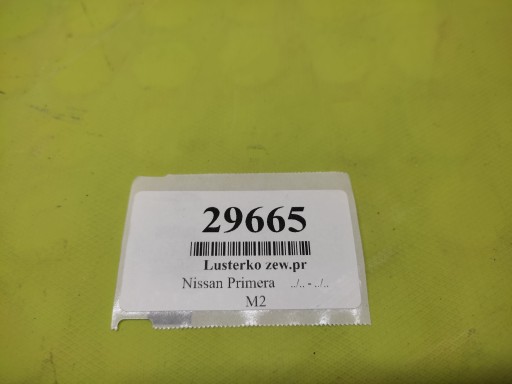 29665
Lusterko zew.pr
Nissan Primera ../.. - ../..
M2